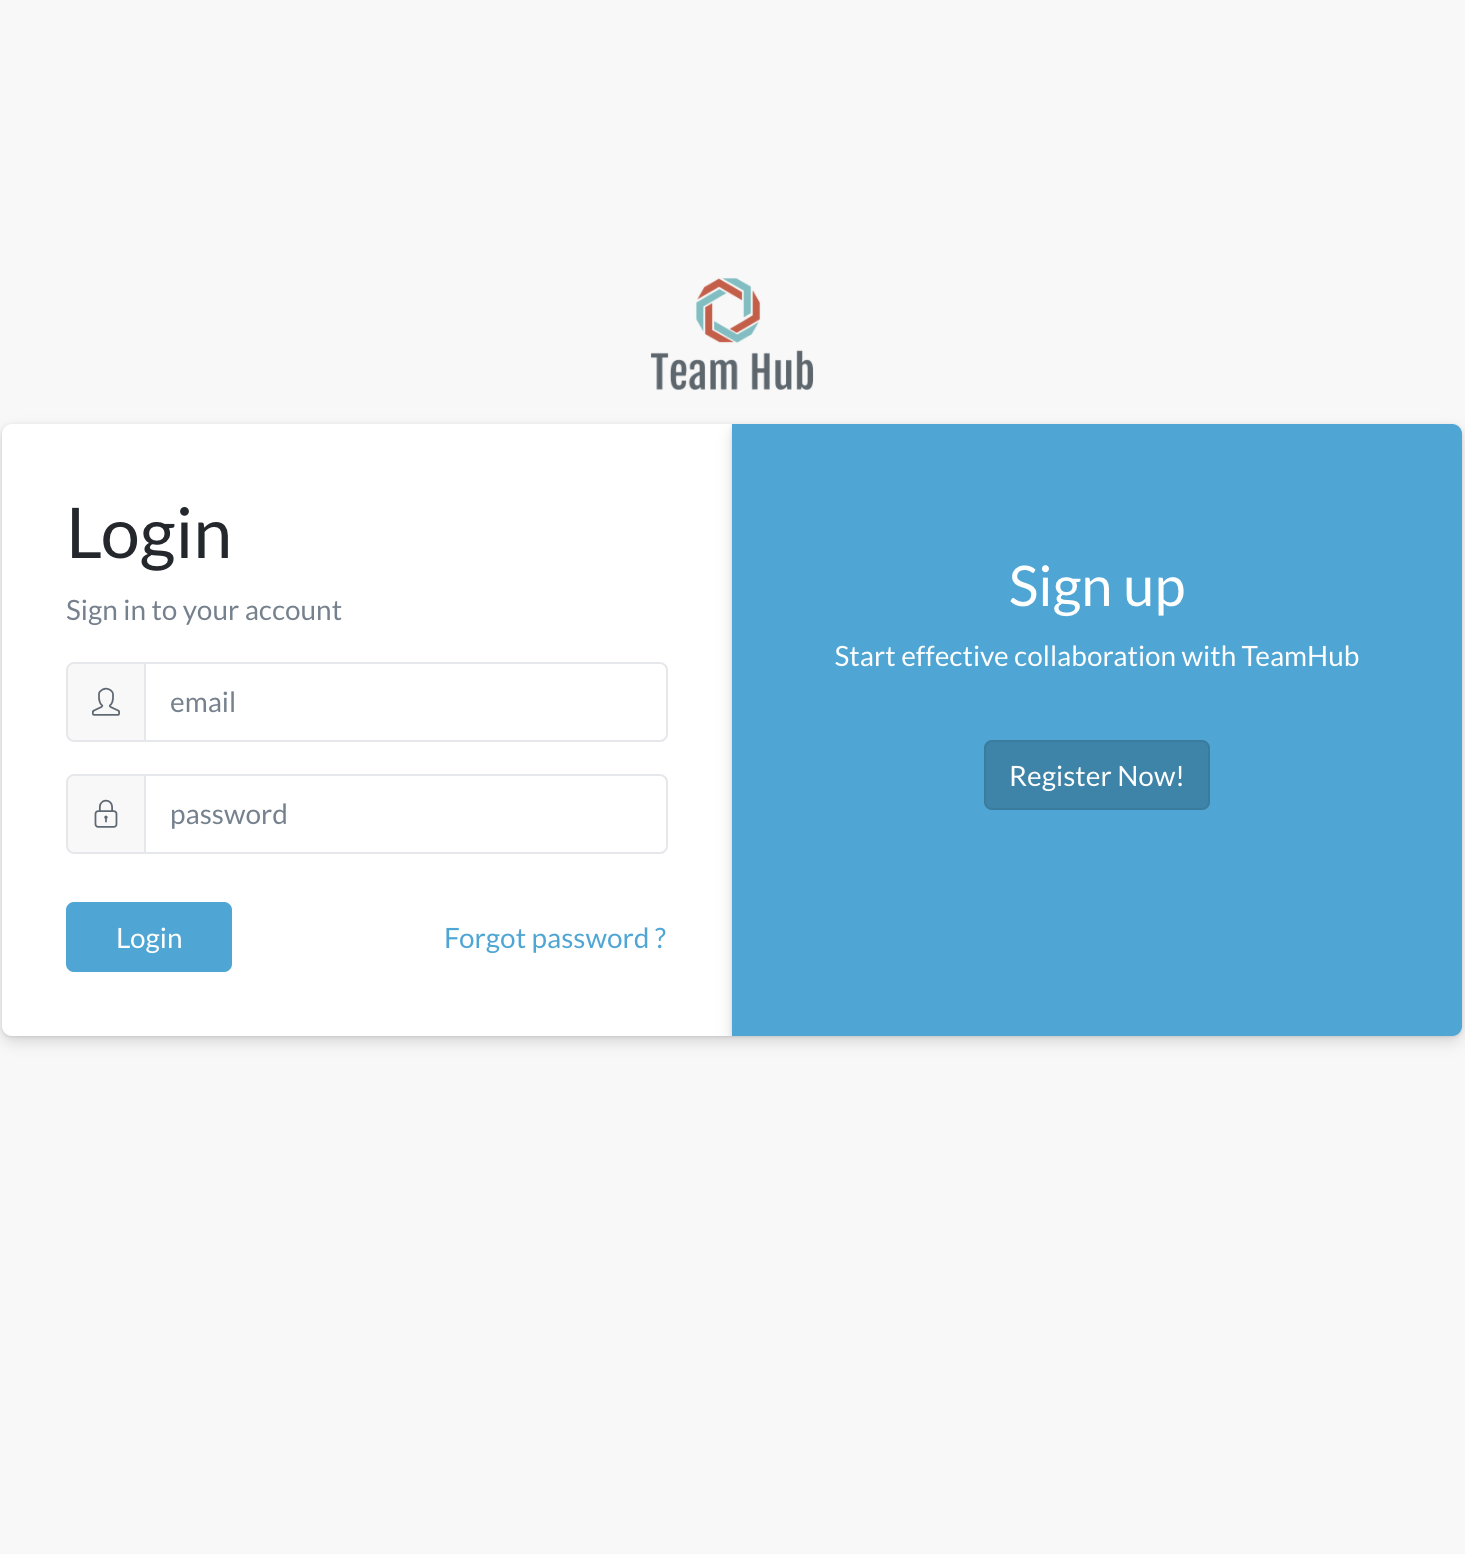 Team Hub
Login
Sign in to your account
email
password
Login
Forgot password ?
Sign up
Start effective collaboration with TeamHub
Register Now!